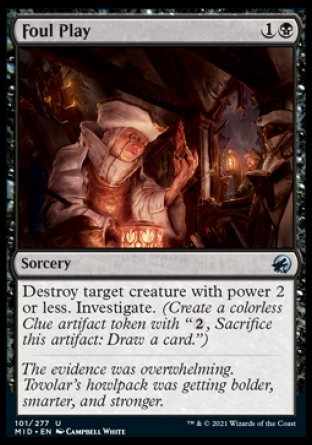 Foul Play 1
Sorcery
Destroy target creature with power 2
or less. Investigate. (Create a colorless
Clue artifact token with “2, Sacrifice
this artifact: Draw a card.”)
The evidence was overwhelming.
Tovolar's howlpack was getting bolder,
smarter, and stronger.
101/277 U
MID • EN CAMPBELL WHITE
™ & © 2021 Wizards of the Coast